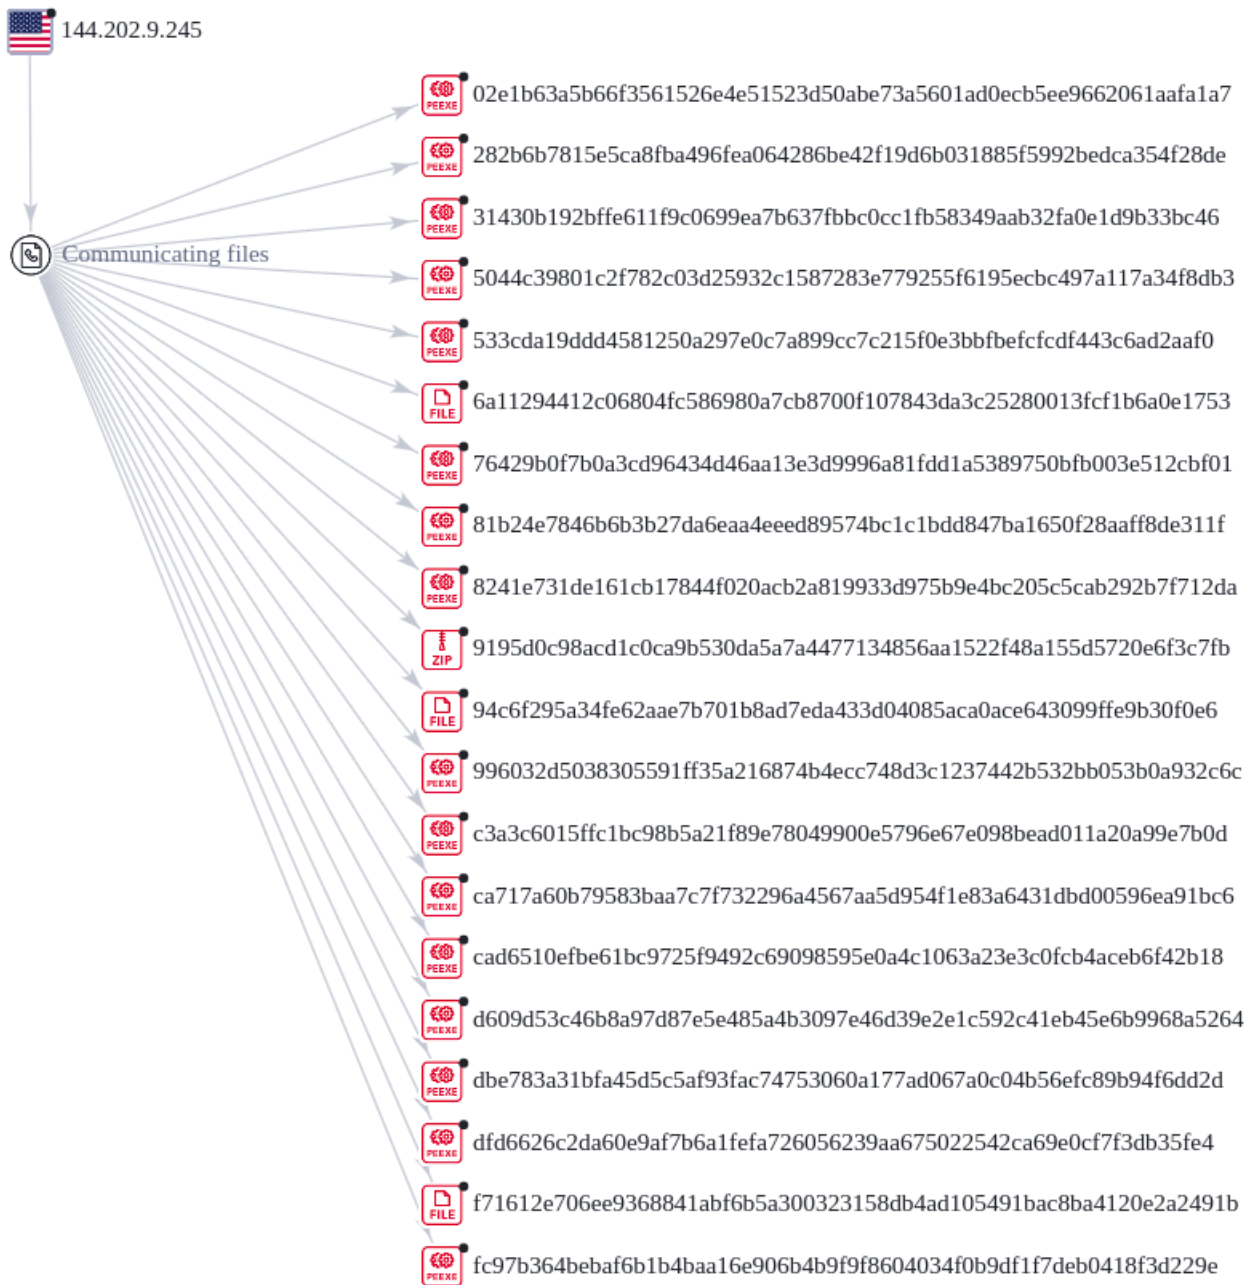 144.202.9.245
Communicating files
PEEXE 02e1b63a5b66f3561526e4e51523d50abe73a5601ad0ecb5ee9662061aafa1a7
PEEXE 282b6b7815e5ca8fba496fea064286be42f19d6b031885f5992bedca354f28de
PEEXE 31430b192bffe611f9c0699ea7b637fbbc0cc1fb58349aab32fa0e1d9b33bc46
PEEXE 5044c39801c2f782c03d25932c1587283e779255f6195ecbc497a117a34f8db3
PEEXE 533cda19ddd4581250a297e0c7a899cc7c215f0e3bbfbefcfcdf443c6ad2aaf0
FILE 6a11294412c06804fc586980a7cb8700f107843da3c25280013fcf1b6a0e1753
PEEXE 76429b0f7b0a3cd96434d46aa13e3d9996a81fdd1a5389750bfb003e512cbf01
PEEXE 81b24e7846b6b3b27da6eaa4eeed89574bc1c1bdd847ba1650f28aaff8de311f
PEEXE 8241e731de161cb17844f020acb2a819933d975b9e4bc205c5cab292b7f712da
ZIP 9195d0c98acd1c0ca9b530da5a7a4477134856aa1522f48a155d5720e6f3c7fb
FILE 94c6f295a34fe62aae7b701b8ad7eda433d04085aca0ace643099ffe9b30f0e6
PEEXE 996032d5038305591ff35a216874b4ecc748d3c1237442b532bb053b0a932c6c
PEEXE c3a3c6015ffc1bc98b5a21f89e78049900e5796e67e098bead011a20a99e7b0d
PEEXE ca717a60b79583baa7c7f732296a4567aa5d954f1e83a6431dbd00596ea91bc6
PEEXE cad6510efbe61bc9725f9492c69098595e0a4c1063a23e3c0fcb4aceb6f42b18
PEEXE d609d53c46b8a97d87e5e485a4b3097e46d39e2e1c592c41eb45e6b9968a5264
PEEXE dbe783a31bfa45d5c5af93fac74753060a177ad067a0c04b56efc89b94f6dd2d
PEEXE dfd6626c2da60e9af7b6a1fefa726056239aa675022542ca69e0cf7f3db35fe4
FILE f71612e706ee9368841abf6b5a300323158db4ad105491bac8ba4120e2a2491b
PEEXE fc97b364bebaf6b1b4baa16e906b4b9f9f8604034f0b9df1f7deb0418f3d229e